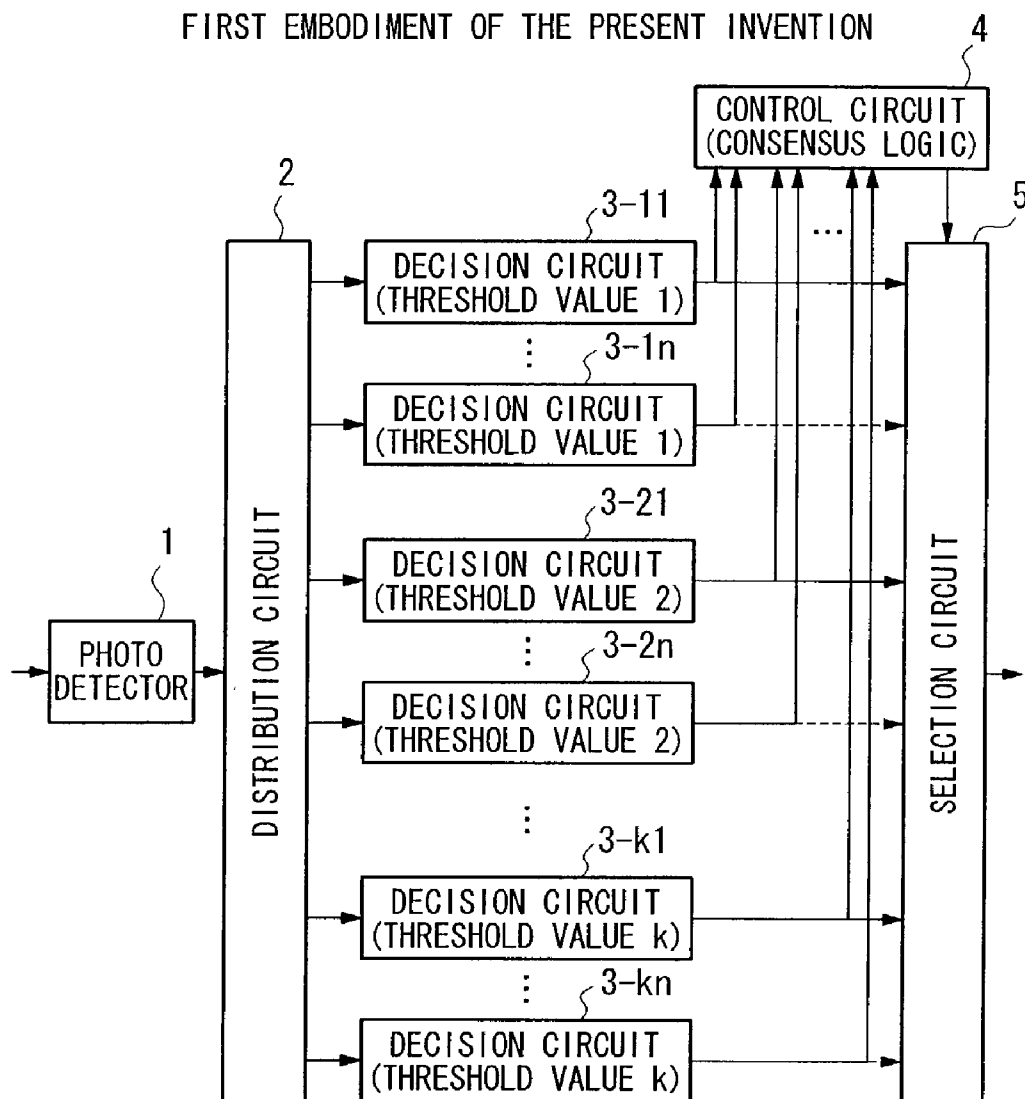 FIRST EMBODIMENT OF THE PRESENT INVENTION
4
CONTROL CIRCUIT
(CONSENSUS LOGIC)
2
3-11
5
DECISION CIRCUIT
(THRESHOLD VALUE 1)
...
3-1n
DECISION CIRCUIT
(THRESHOLD VALUE 1)
3-21
DECISION CIRCUIT
(THRESHOLD VALUE 2)
1
PHOTO
DETECTOR
DISTRIBUTION CIRCUIT
3-2n
DECISION CIRCUIT
(THRESHOLD VALUE 2)
SELECTION CIRCUIT
3-k1
DECISION CIRCUIT
(THRESHOLD VALUE k)
3-kn
DECISION CIRCUIT
(THRESHOLD VALUE k)